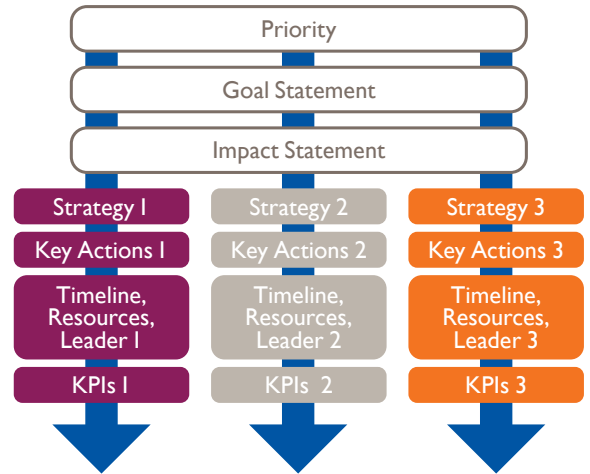 Priority
Goal Statement
Impact Statement
Strategy 1
Key Actions 1
Timeline,
Resources,
Leader 1
KPIs 1
Strategy 2
Key Actions 2
Timeline,
Resources,
Leader 2
KPIs 2
Strategy 3
Key Actions 3
Timeline,
Resources,
Leader 3
KPIs 3